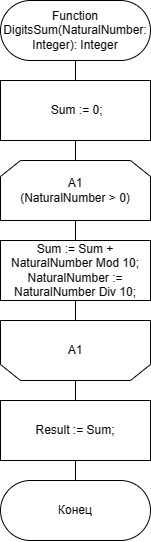 Function
DigitsSum(NaturalNumber:
Integer): Integer
Sum := 0;
A1
(NaturalNumber > 0)
Sum := Sum +
NaturalNumber Mod 10;
NaturalNumber :=
NaturalNumber Div 10;
A1
Result := Sum;
Конец